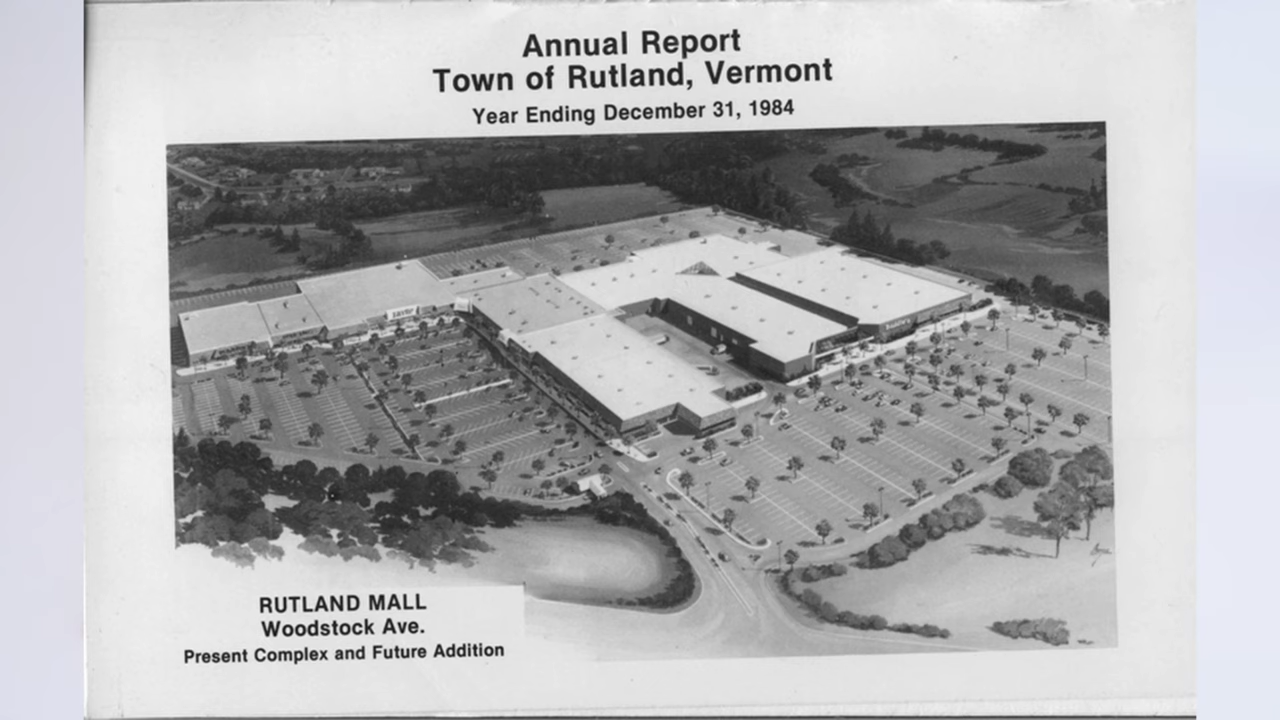 Annual Report
Town of Rutland, Vermont
Year Ending December 31, 1984
RUTLAND MALL
Woodstock Ave.
Present Complex and Future Addition